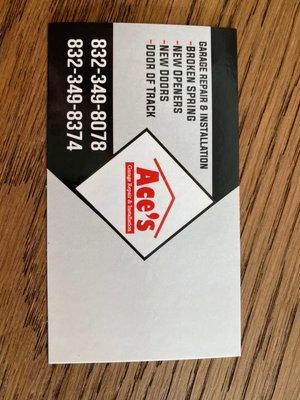 GARAGE REPAIR & INSTALLATION
-BROKEN SPRING
-NEW OPENERS
-NEW DOORS
-DOOR OF TRACK
832-349-8078
832-349-8374
Ace's
Garage Repair & Installation